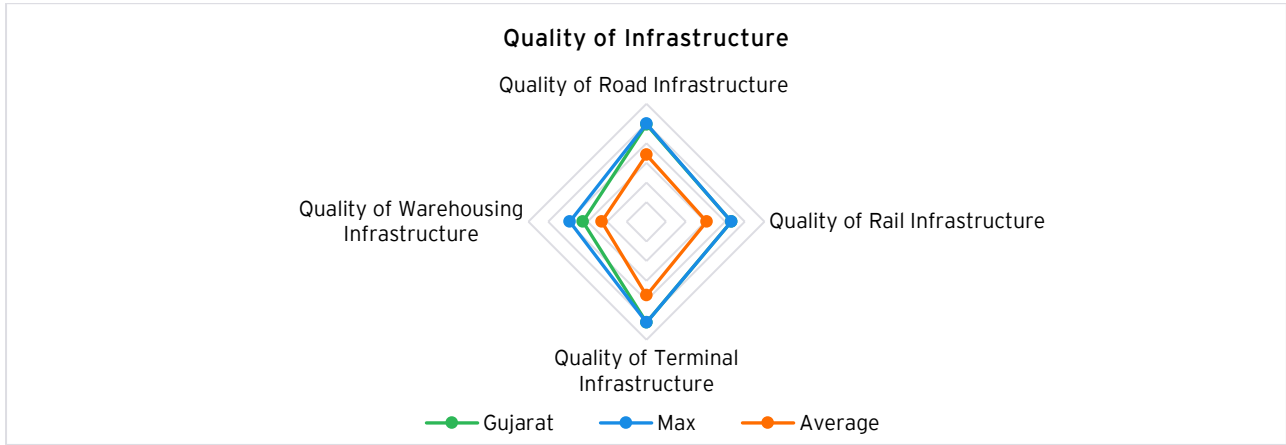 Quality of Infrastructure
Quality of Road Infrastructure
Quality of Warehousing
Infrastructure
Quality of Rail Infrastructure
Quality of Terminal
Infrastructure
Gujarat
Max
Average